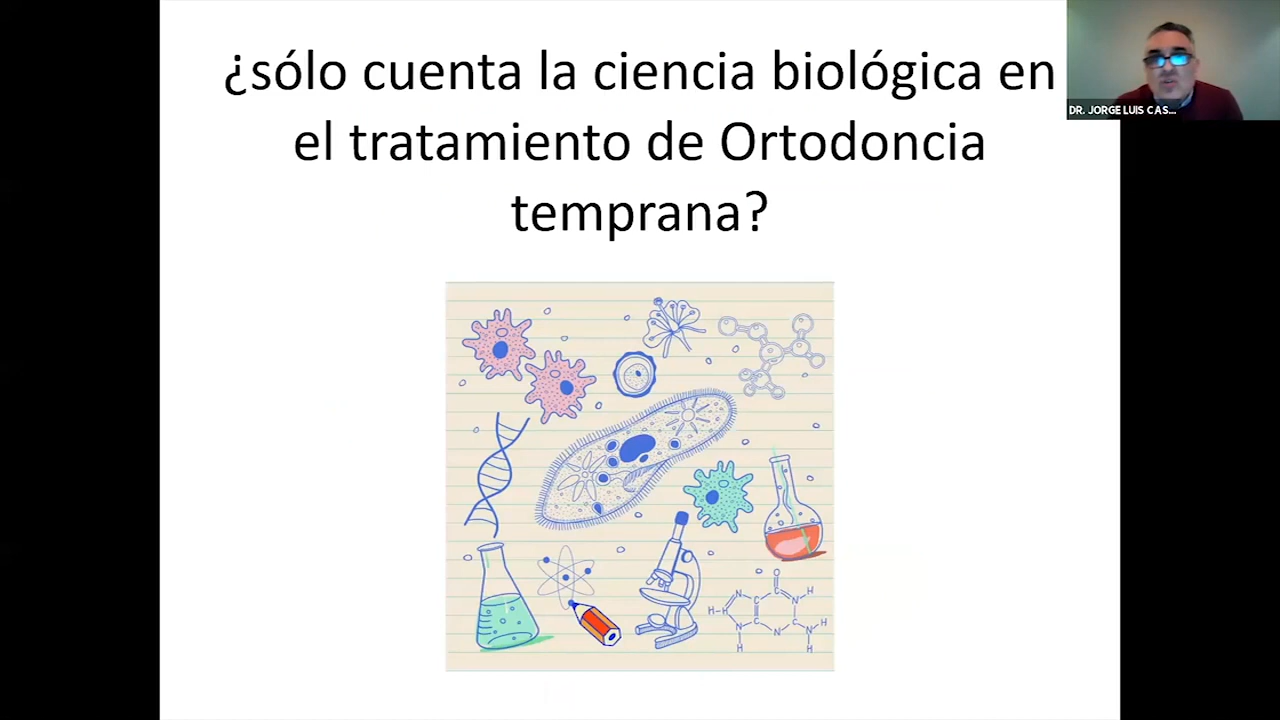 ¿sólo cuenta la ciencia biológica en
el tratamiento de Ortodoncia
temprana?
DR. JORGE LUIS CAS...
N
H
N
H-H
N
H
N
H
N
H
H